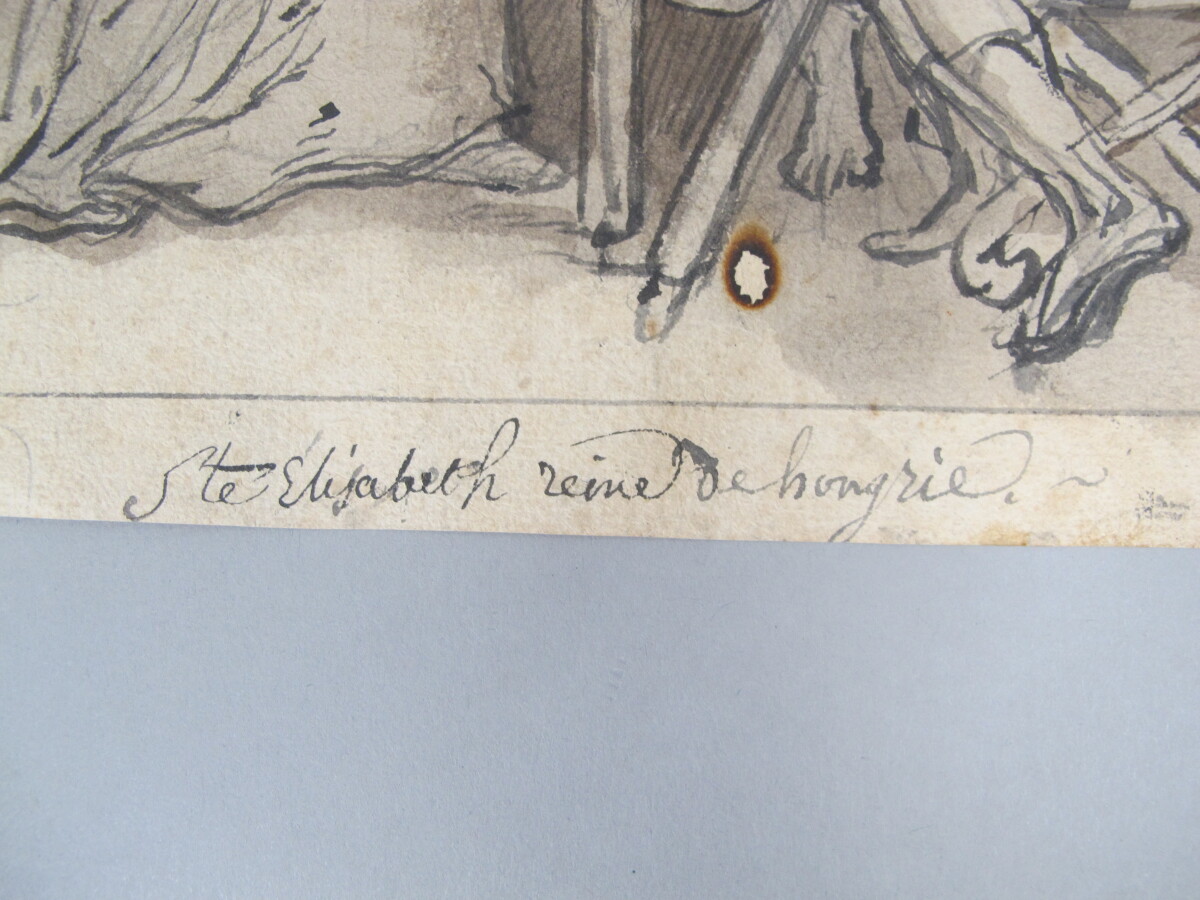 Ste Elisabeth reine de hongrie. ~